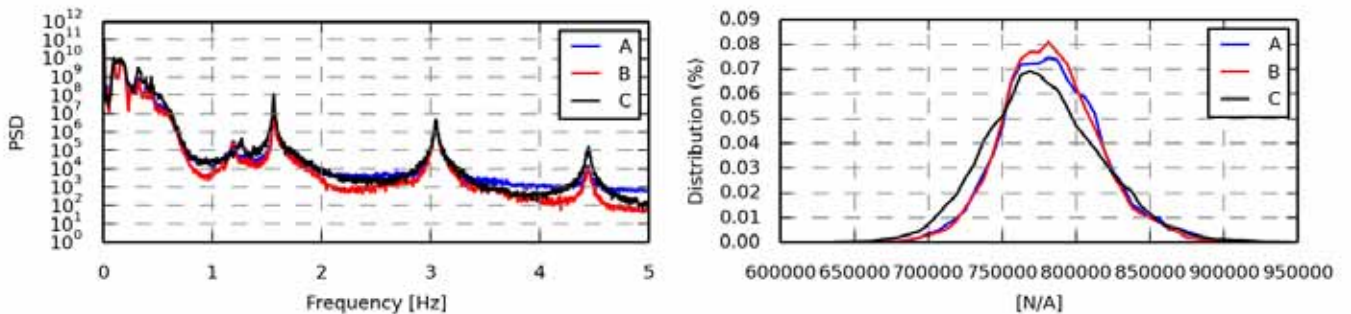 PSD
10^12
10^11
10^10
10^9
10^8
10^7
10^6
10^5
10^4
10^3
10^2
10^1
10^0
A
B
C
0 1 2 3 4 5
Frequency [Hz]
Distribution (%)
0.09
0.08
0.07
0.06
0.05
0.04
0.03
0.02
0.01
0.00
A
B
C
600000 650000 700000 750000 800000 850000 900000 950000
[N/A]